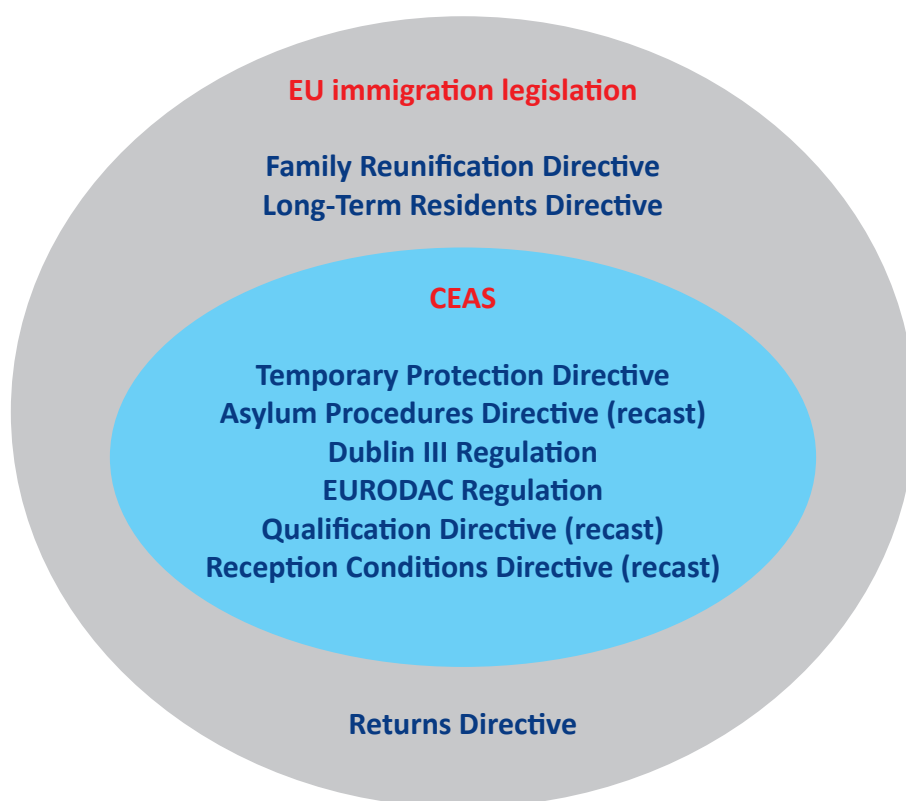 EU immigration legislation
Family Reunification Directive
Long-Term Residents Directive
CEAS
Temporary Protection Directive
Asylum Procedures Directive (recast)
Dublin III Regulation
EURODAC Regulation
Qualification Directive (recast)
Reception Conditions Directive (recast)
Returns Directive